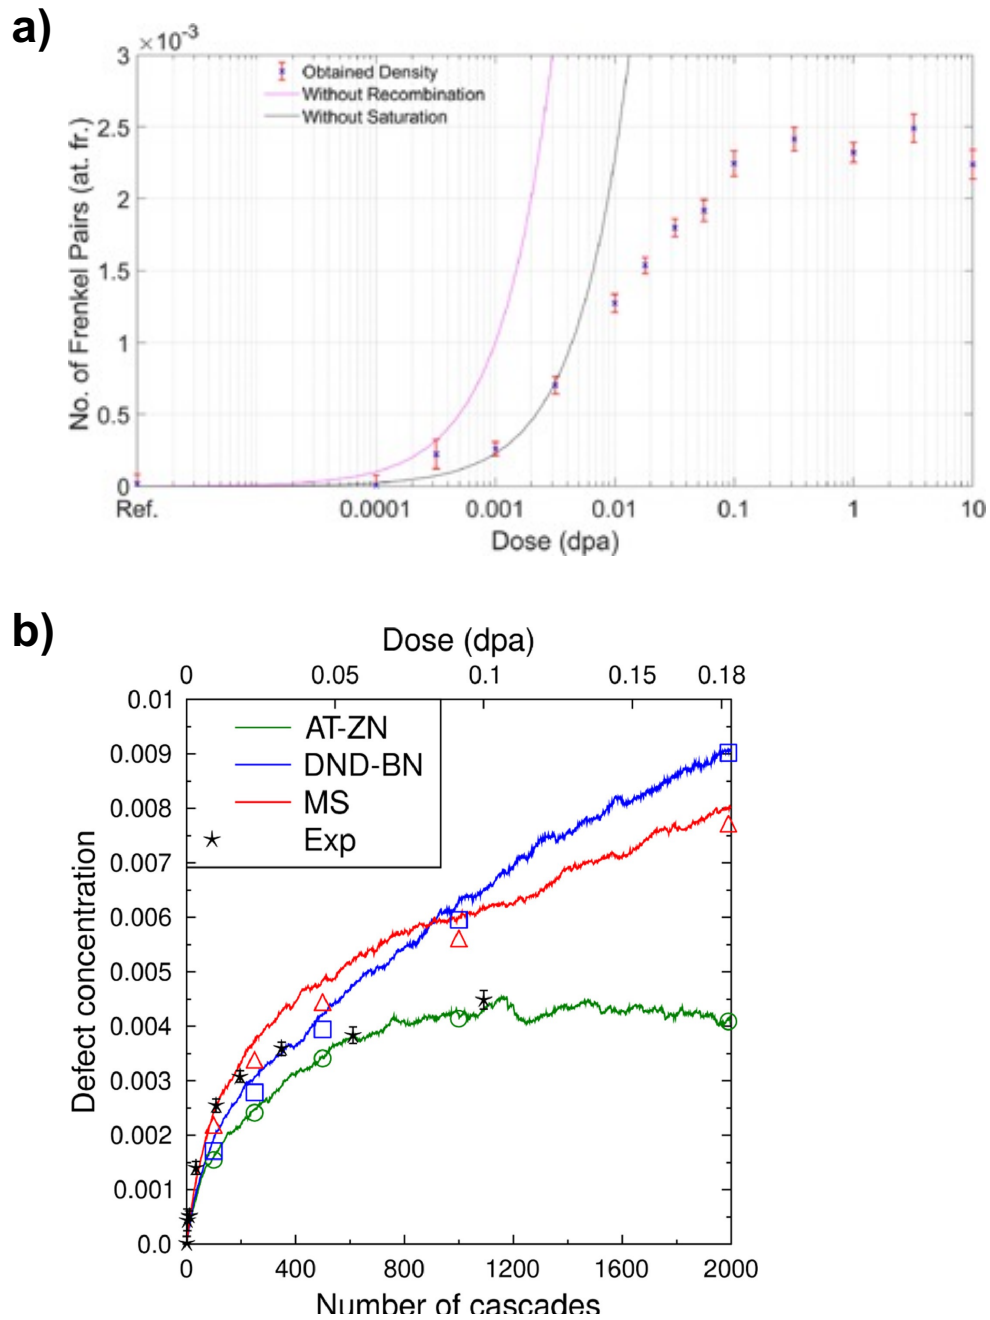 a)
×10⁻³
3
2.5
2
1.5
1
0.5
0
No. of Frenkel Pairs (at. fr.)
Obtained Density
Without Recombination
Without Saturation
Ref. 0.0001 0.001 0.01 0.1 1 10
Dose (dpa)
b)
Dose (dpa)
0 0.05 0.1 0.15 0.18
0.01
0.009
0.008
0.007
0.006
0.005
0.004
0.003
0.002
0.001
0.0
Defect concentration
AT-ZN
DND-BN
MS
Exp
0 400 800 1200 1600 2000
Number of cascades